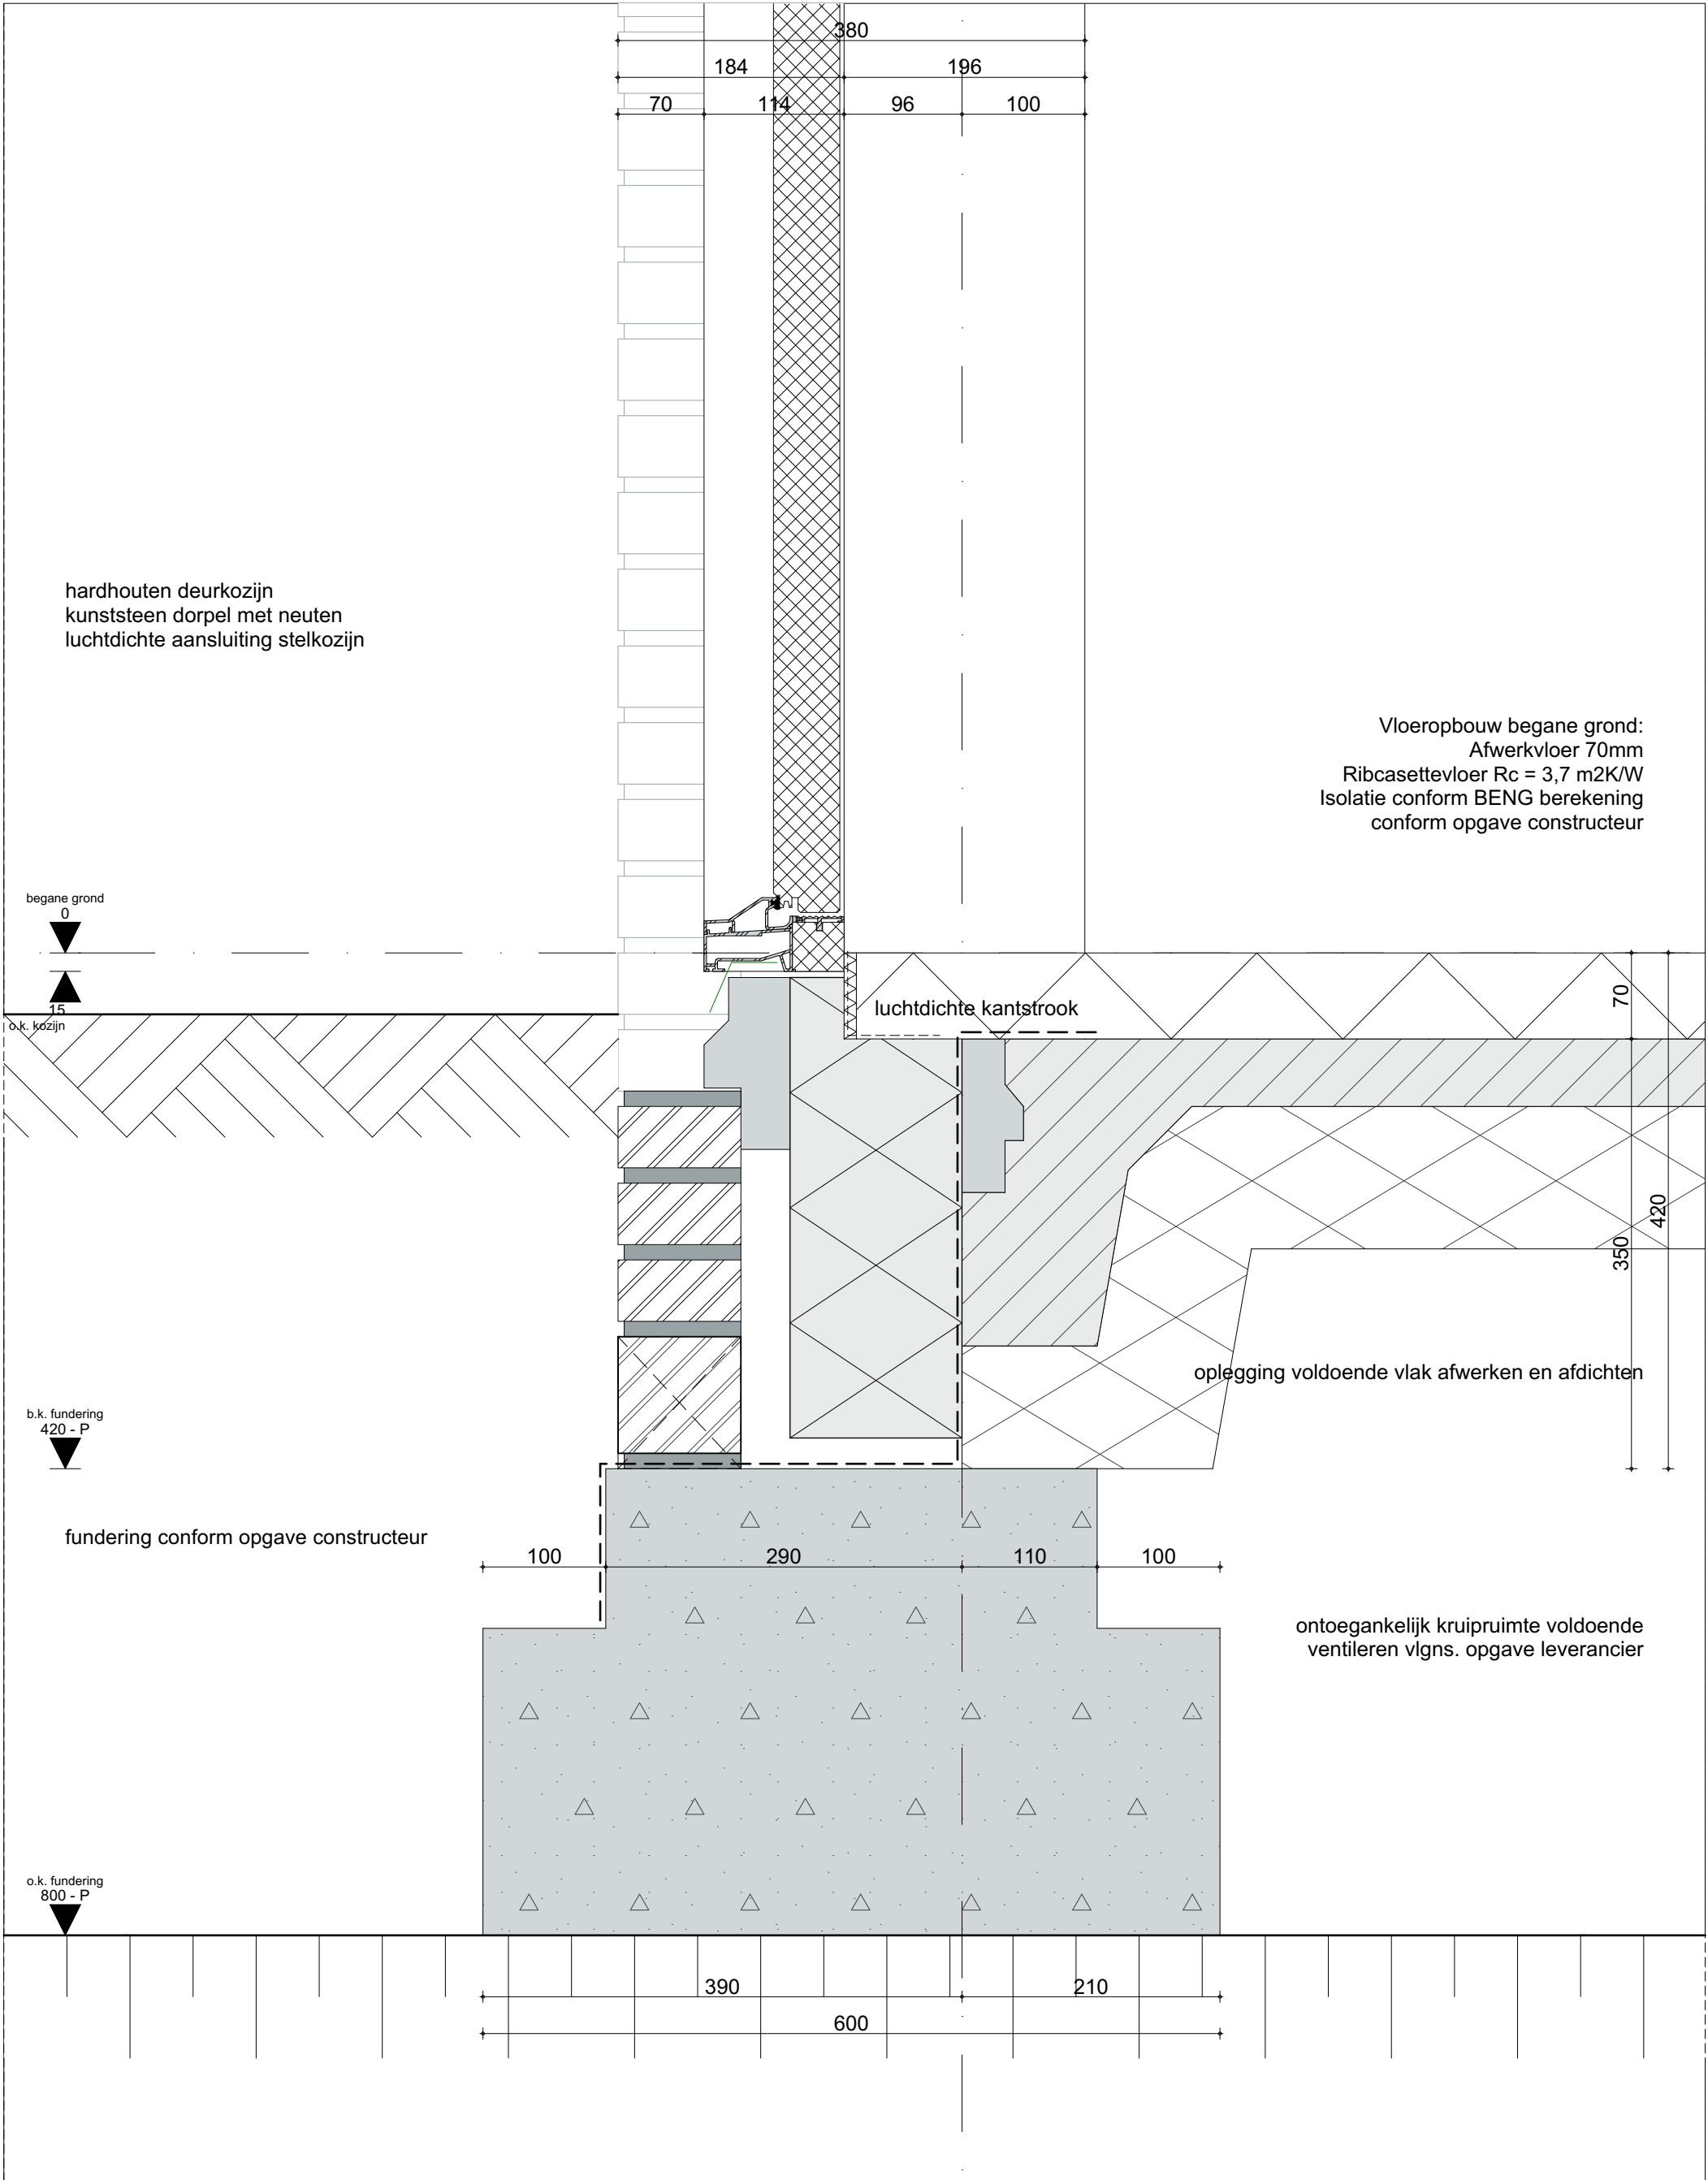 380
184
196
70
114
96
100
hardhouten deurkozijn
kunststeen dorpel met neuten
luchtdichte aansluiting stelkozijn
Vloeropbouw begane grond:
Afwerkvloer 70mm
Ribcasettevloer Rc = 3,7 m2K/W
Isolatie conform BENG berekening
conform opgave constructeur
begane grond
0
15
o.k. kozijn
luchtdichte kantstrook
70
420
350
oplegging voldoende vlak afwerken en afdichten
b.k. fundering
420 - P
fundering conform opgave constructeur
100
290
110
100
ontoegankelijk kruipruimte voldoende
ventileren vlgns. opgave leverancier
o.k. fundering
800 - P
390
210
600